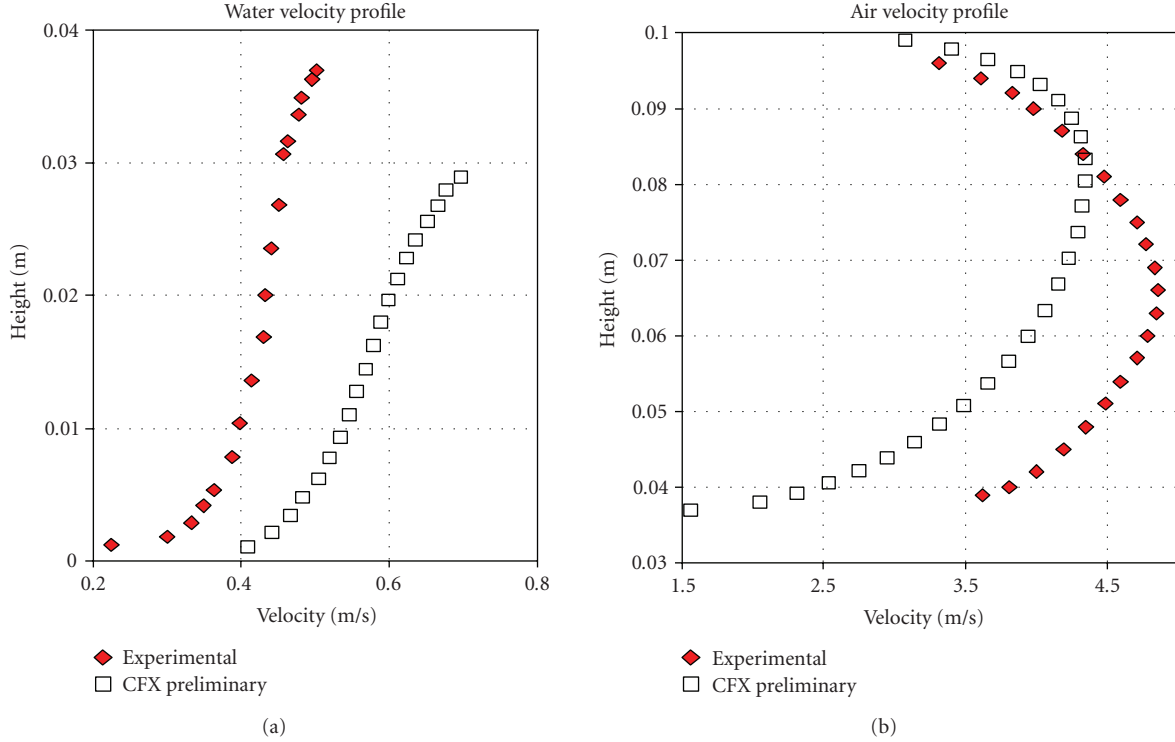 Water velocity profile
0.04
0.03
0.02
0.01
0
Height (m)
0.2 0.4 0.6 0.8
Velocity (m/s)
Experimental
CFX preliminary
(a)
Air velocity profile
0.1
0.09
0.08
0.07
0.06
0.05
0.04
0.03
Height (m)
1.5 2.5 3.5 4.5
Velocity (m/s)
Experimental
CFX preliminary
(b)